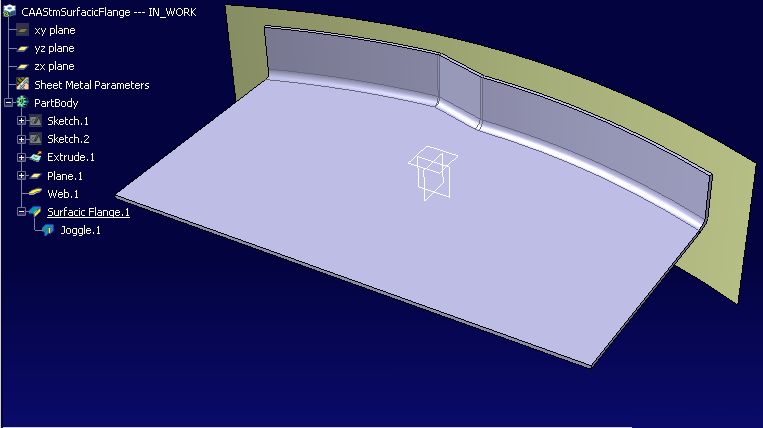 CAAStmSurfacicFlange --- IN_WORK
xy plane
yz plane
zx plane
Sheet Metal Parameters
PartBody
Sketch.1
Sketch.2
Extrude.1
Plane.1
Web.1
Surfacic Flange.1
Joggle.1